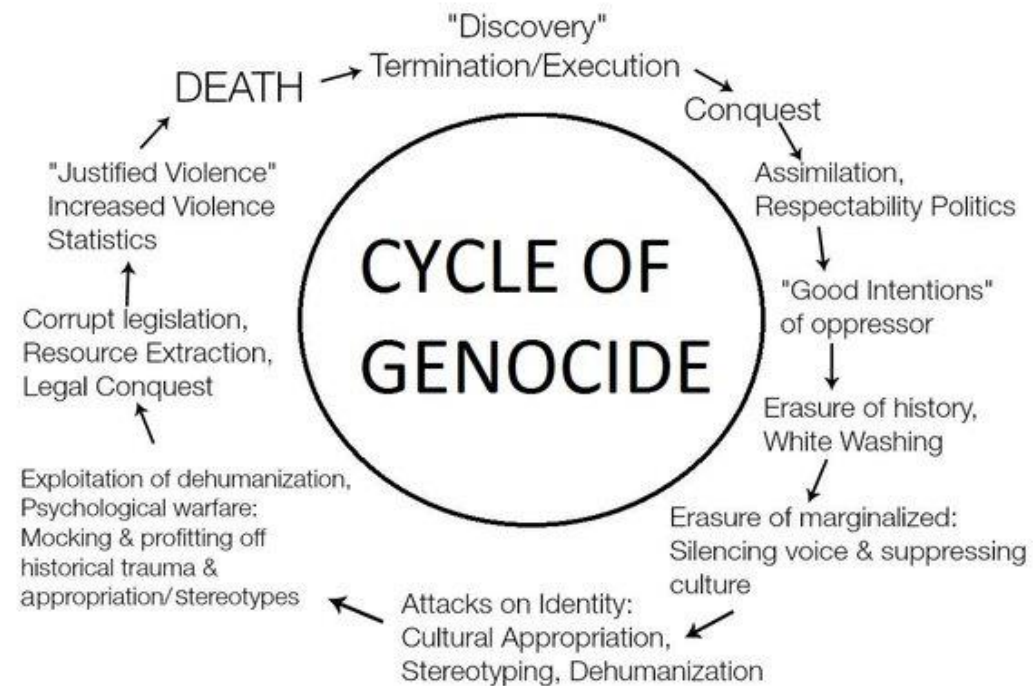 "Discovery"
Termination/Execution
Conquest
Assimilation,
Respectability Politics
"Good Intentions"
of oppressor
Erasure of history,
White Washing
Erasure of marginalized:
Silencing voice & suppressing
culture
Attacks on Identity:
Cultural Appropriation,
Stereotyping, Dehumanization
Exploitation of dehumanization,
Psychological warfare:
Mocking & profitting off
historical trauma &
appropriation/Stereotypes
Corrupt legislation,
Resource Extraction,
Legal Conquest
"Justified Violence"
Increased Violence
Statistics
DEATH
CYCLE OF
GENOCIDE